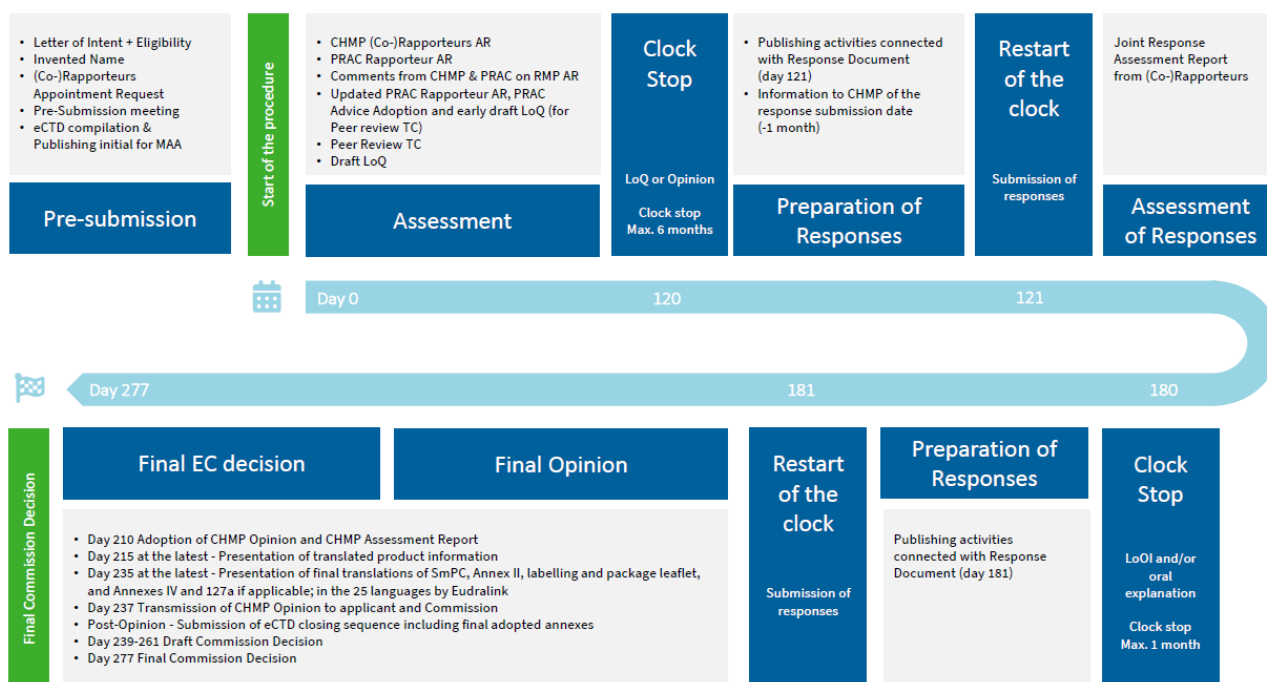 • Letter of Intent + Eligibility
• Invented Name
• (Co-)Rapporteurs
Appointment Request
• Pre-Submission meeting
• eCTD compilation &
Publishing initial for MAA
Pre-submission
Start of the procedure
• CHMP (Co-)Rapporteurs AR
• PRAC Rapporteur AR
• Comments from CHMP & PRAC on RMP AR
• Updated PRAC Rapporteur AR, PRAC
Advice Adoption and early draft LoQ (for
Peer review TC)
• Peer Review TC
• Draft LoQ
Assessment
Clock
Stop
LoQ or Opinion
Clock stop
Max. 6 months
• Publishing activities connected
with Response Document
(day 121)
• Information to CHMP of the
response submission date
(-1 month)
Preparation of
Responses
Restart
of the
clock
Submission of
responses
Joint Response
Assessment Report
from (Co-)Rapporteurs
Assessment
of Responses
Day 0
120
121
Day 277
181
180
Final Commission Decision
Final EC decision
Final Opinion
• Day 210 Adoption of CHMP Opinion and CHMP Assessment Report
• Day 215 at the latest - Presentation of translated product information
• Day 235 at the latest - Presentation of final translations of SmPC, Annex II, labelling and package leaflet,
and Annexes IV and 127a if applicable; in the 25 languages by Eudralink
• Day 237 Transmission of CHMP Opinion to applicant and Commission
• Post-Opinion - Submission of eCTD closing sequence including final adopted annexes
• Day 239-261 Draft Commission Decision
• Day 277 Final Commission Decision
Restart
of the
clock
Submission of
responses
Preparation of
Responses
Publishing activities
connected with Response
Document (day 181)
Clock
Stop
LoOI and/or
oral
explanation
Clock stop
Max. 1 month